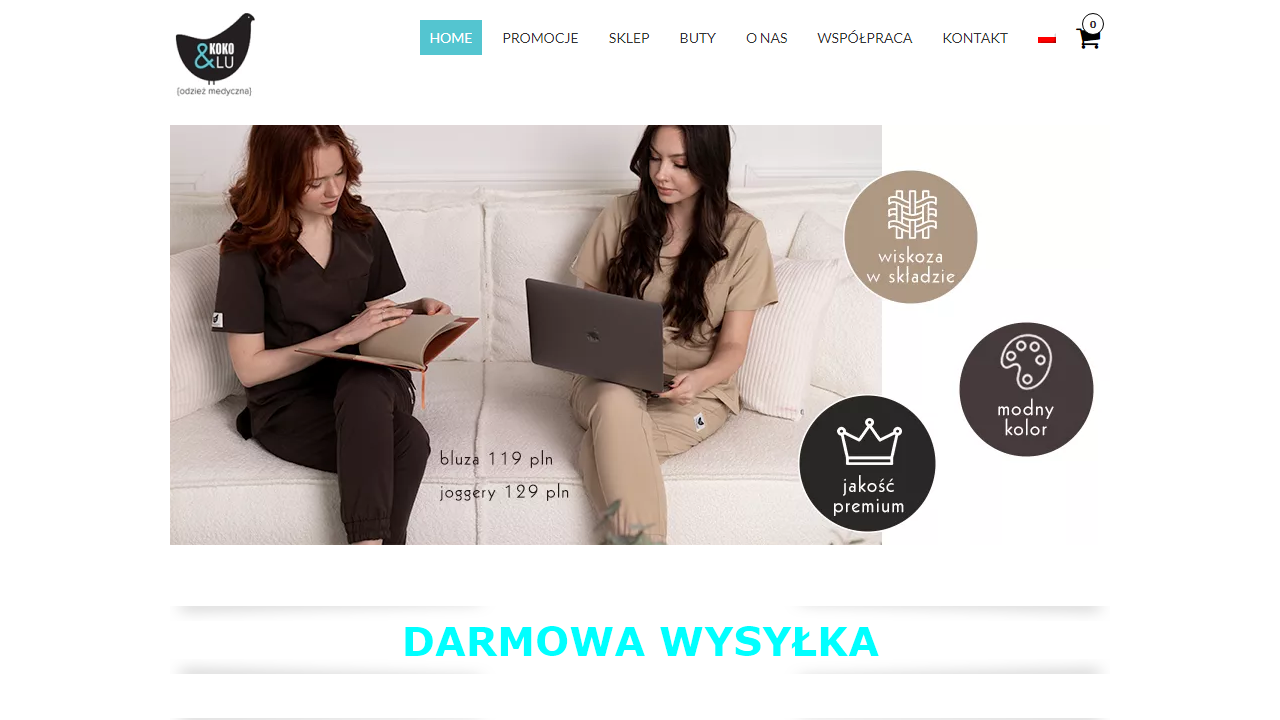 KOKO
&LU
{odzież medyczna}
HOME
PROMOCJE
SKLEP
BUTY
O NAS
WSPÓŁPRACA
KONTAKT
0
wiskoza
w składzie
modny
kolor
jakość
premium
bluza 119 pln
joggery 129 pln
DARMOWA WYSYŁKA